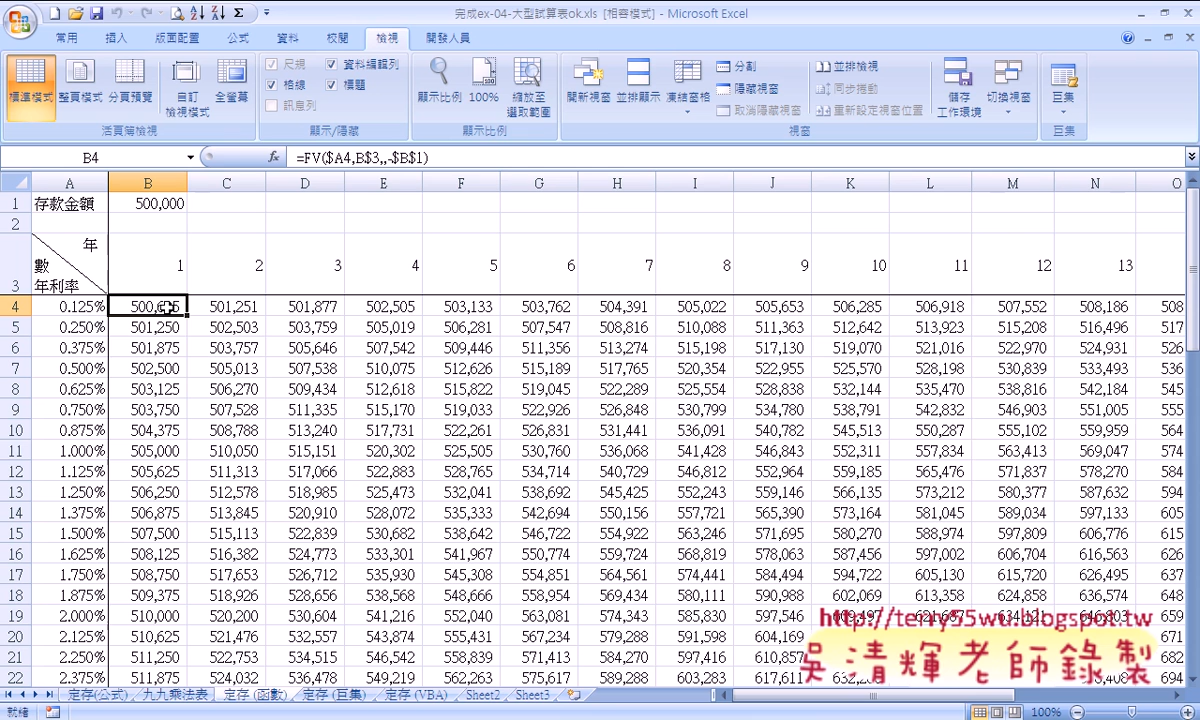 完成ex-04-大型試算表ok.xls [相容模式] - Microsoft Excel
常用 插入 版面配置 公式 資料 校閱 檢視 開發人員
標準模式 整頁模式 分頁預覽 自訂檢視模式 全螢幕
尺規 資料編輯列
格線 標題
訊息列
顯示比例 100% 縮放至選取範圍
開新視窗 並排顯示 凍結窗格
分割 隱藏視窗 取消隱藏視窗
並排檢視 同步捲動 重新設定視窗位置
儲存工作環境 切換視窗 巨集
活頁簿檢視 顯示/隱藏 顯示比例 視窗 巨集
B4 fx =FV($A4,B$3,,-$B$1)
A B C D E F G H I J K L M N O
1 存款金額 500,000
2
年
數
3 年利率 1 2 3 4 5 6 7 8 9 10 11 12 13
4 0.125% 501,251 501,877 502,505 503,133 503,762 504,391 505,022 505,653 506,285 506,918 507,552 508,186 508
5 0.250% 501,250 502,503 503,759 505,019 506,281 507,547 508,816 510,088 511,363 512,642 513,923 515,208 516,496 517
6 0.375% 501,875 503,757 505,646 507,542 509,446 511,356 513,274 515,198 517,130 519,070 521,016 522,970 524,931 526
7 0.500% 502,500 505,013 507,538 510,075 512,626 515,189 517,765 520,354 522,955 525,570 528,198 530,839 533,493 536
8 0.625% 503,125 506,270 509,434 512,618 515,822 519,045 522,289 525,554 528,838 532,144 535,470 538,816 542,184 545
9 0.750% 503,750 507,528 511,335 515,170 519,033 522,926 526,848 530,799 534,780 538,791 542,832 546,903 551,005 555
10 0.875% 504,375 508,788 513,240 517,731 522,261 526,831 531,441 536,091 540,782 545,513 550,287 555,102 559,959 564
11 1.000% 505,000 510,050 515,151 520,302 525,505 530,760 536,068 541,428 546,843 552,311 557,834 563,413 569,047 574
12 1.125% 505,625 511,313 517,066 522,883 528,765 534,714 540,729 546,812 552,964 559,185 565,476 571,837 578,270 584
13 1.250% 506,250 512,578 518,985 525,473 532,041 538,692 545,425 552,243 559,146 566,135 573,212 580,377 587,632 594
14 1.375% 506,875 513,845 520,910 528,072 535,333 542,694 550,156 557,721 565,390 573,164 581,045 589,034 597,133 605
15 1.500% 507,500 515,113 522,839 530,682 538,642 546,722 554,922 563,246 571,695 580,270 588,974 597,809 606,776 615
16 1.625% 508,125 516,382 524,773 533,301 541,967 550,774 559,724 568,819 578,063 587,456 597,002 606,704 616,563 626
17 1.750% 508,750 517,653 526,712 535,930 545,308 554,851 564,561 574,441 584,494 594,722 605,130 615,720 626,495 637
18 1.875% 509,375 518,926 528,656 538,568 548,666 558,954 569,434 580,111 590,988 602,069 613,358 624,858 636,574 648
19 2.000% 510,000 520,200 530,604 541,216 552,040 563,081 574,343 585,830 597,546 659
20 2.125% 510,625 521,476 532,557 543,874 555,431 567,234 579,288 591,598 604,169 671
21 2.250% 511,250 522,753 534,515 546,542 558,839 571,413 584,270 597,416 682
22 2.375% 511,875 524,032 536,478 549,219 562,263 575,617 589,288 603,283 694
http://terry55wu.blogspot.tw
吳清輝老師錄製
定存(公式) 九九乘法表 定存 (函數) 定存 (巨集) 定存 (VBA) Sheet2 Sheet3
就緒 100%